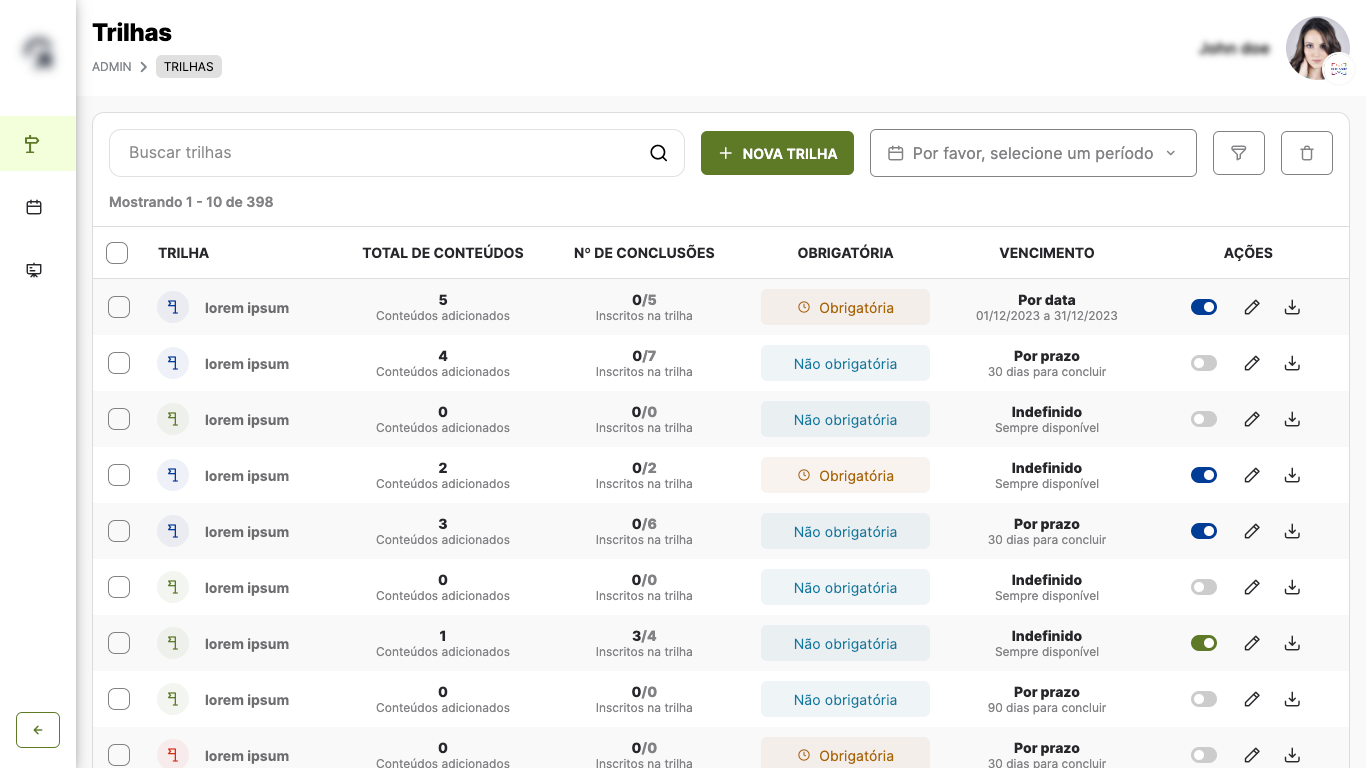 Trilhas
ADMIN
TRILHAS
Buscar trilhas
NOVA TRILHA
Por favor, selecione um período
Mostrando 1 - 10 de 398
TRILHA TOTAL DE CONTEÚDOS Nº DE CONCLUSÕES OBRIGATÓRIA VENCIMENTO AÇÕES
lorem ipsum
5
Conteúdos adicionados
0/5
Inscritos na trilha
Obrigatória
Por data
01/12/2023 a 31/12/2023
lorem ipsum
4
Conteúdos adicionados
0/7
Inscritos na trilha
Não obrigatória
Por prazo
30 dias para concluir
lorem ipsum
0
Conteúdos adicionados
0/0
Inscritos na trilha
Não obrigatória
Indefinido
Sempre disponível
lorem ipsum
2
Conteúdos adicionados
0/2
Inscritos na trilha
Obrigatória
Indefinido
Sempre disponível
lorem ipsum
3
Conteúdos adicionados
0/6
Inscritos na trilha
Não obrigatória
Por prazo
30 dias para concluir
lorem ipsum
0
Conteúdos adicionados
0/0
Inscritos na trilha
Não obrigatória
Indefinido
Sempre disponível
lorem ipsum
1
Conteúdos adicionados
3/4
Inscritos na trilha
Não obrigatória
Indefinido
Sempre disponível
lorem ipsum
0
Conteúdos adicionados
0/0
Inscritos na trilha
Não obrigatória
Por prazo
90 dias para concluir
lorem ipsum
0
Conteúdos adicionados
0/0
Inscritos na trilha
Obrigatória
Por prazo
30 dias para concluir